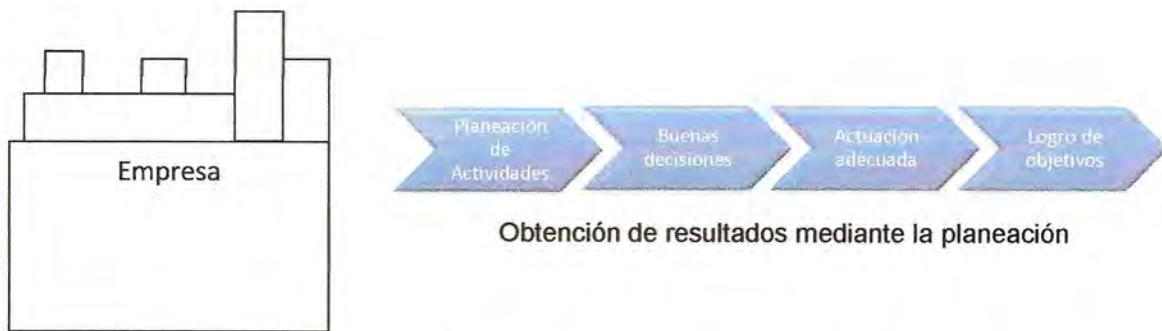 Empresa
Planeación
de
Actividades
Buenas
decisiones
Actuación
adecuada
Logro de
objetivos
Obtención de resultados mediante la planeación